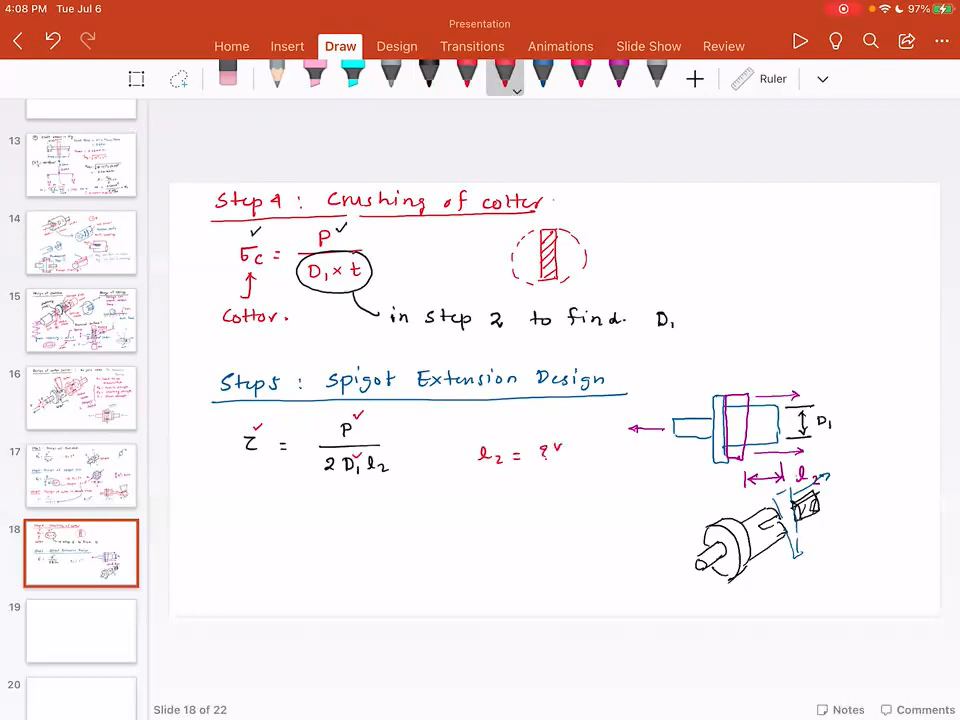 4:08 PM Tue Jul 6
97%
Presentation
Home Insert Draw Design Transitions Animations Slide Show Review
Ruler
13
14
15
16
17
18
19
20
Step 4 : Crushing of cotter
σc = P / D1 × t
Cotter.
in step 2 to find. D1
Step 5 : Spigot Extension Design
τ = P / 2 D1 l2
l2 = ?
D1
l2
Slide 18 of 22
Notes Comments